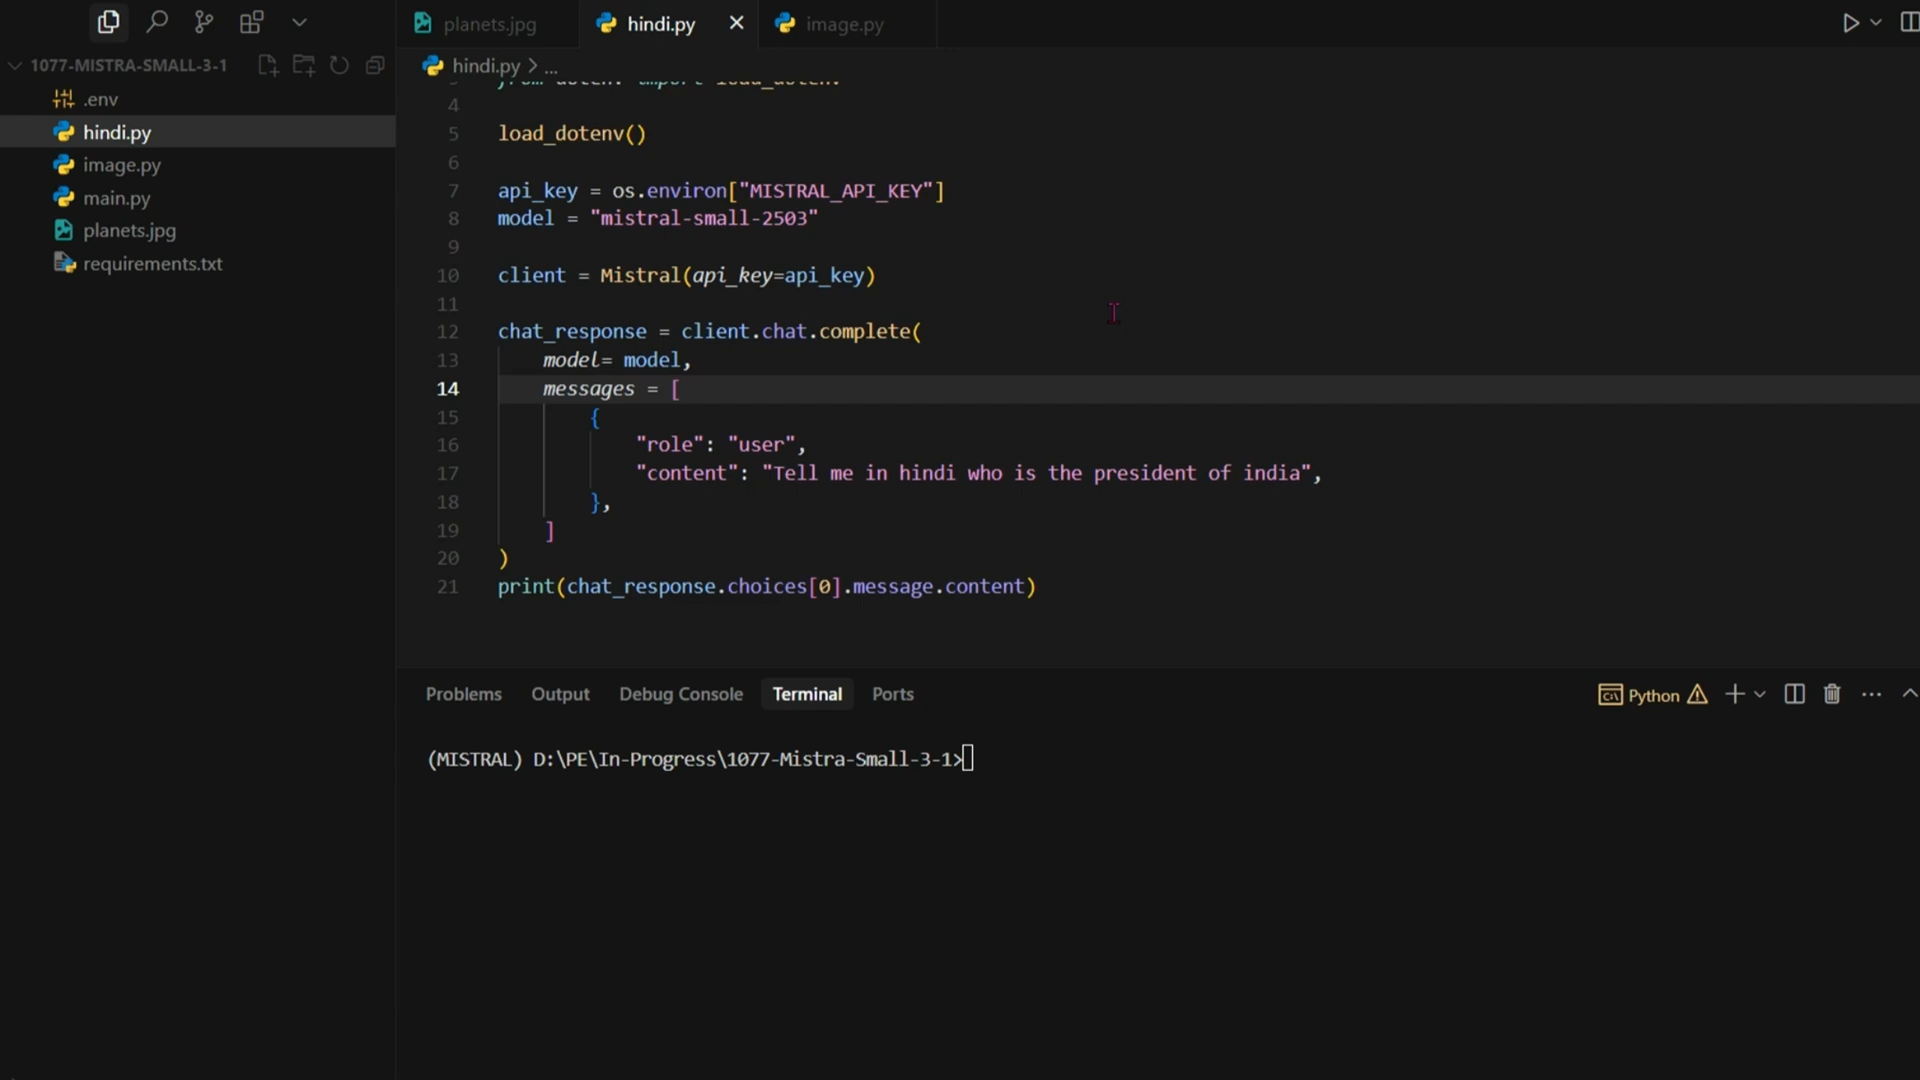 planets.jpg
hindi.py
image.py
1077-MISTRA-SMALL-3-1
hindi.py > ...
.env
hindi.py
image.py
main.py
planets.jpg
requirements.txt
4
5 load_dotenv()
6
7 api_key = os.environ["MISTRAL_API_KEY"]
8 model = "mistral-small-2503"
9
10 client = Mistral(api_key=api_key)
11
12 chat_response = client.chat.complete(
13 model= model,
14 messages = [
15 {
16 "role": "user",
17 "content": "Tell me in hindi who is the president of india",
18 },
19 ]
20 )
21 print(chat_response.choices[0].message.content)
Problems Output Debug Console Terminal Ports
Python
(MISTRAL) D:\PE\In-Progress\1077-Mistra-Small-3-1>